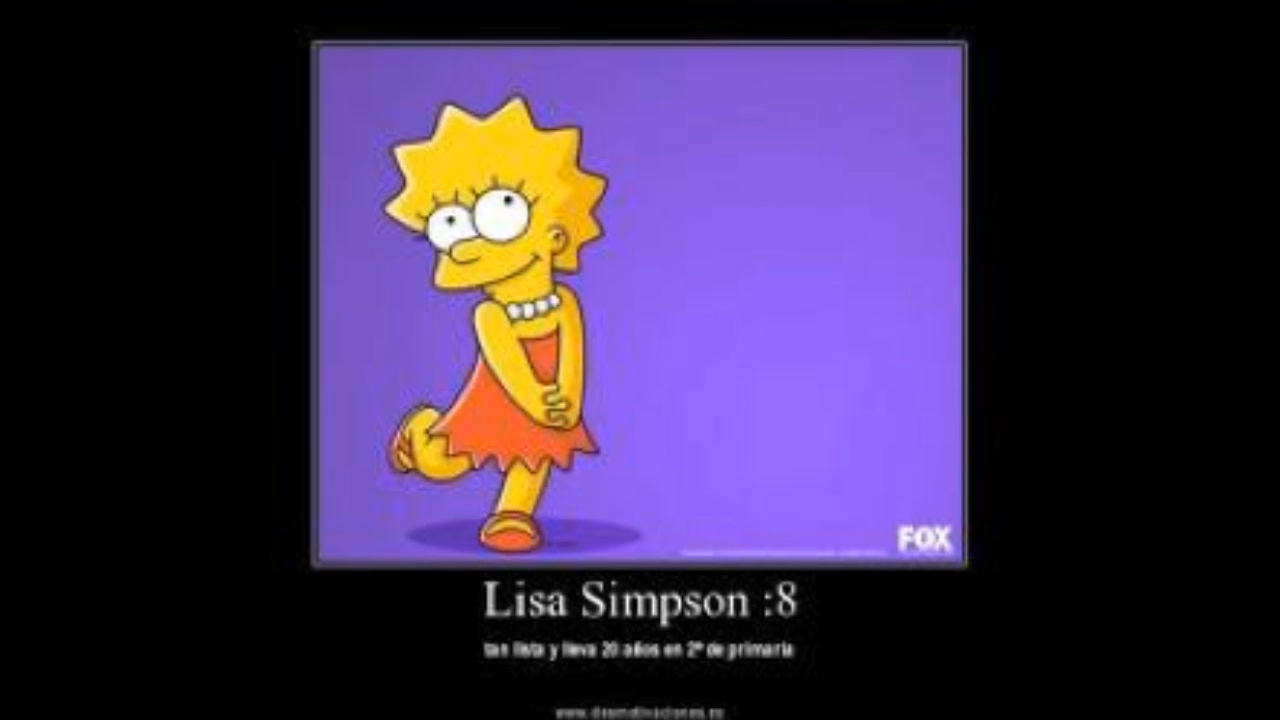 FOX
Lisa Simpson :8
tan lista y lleva 20 años en 2º de primaria
www.desmotivaciones.es